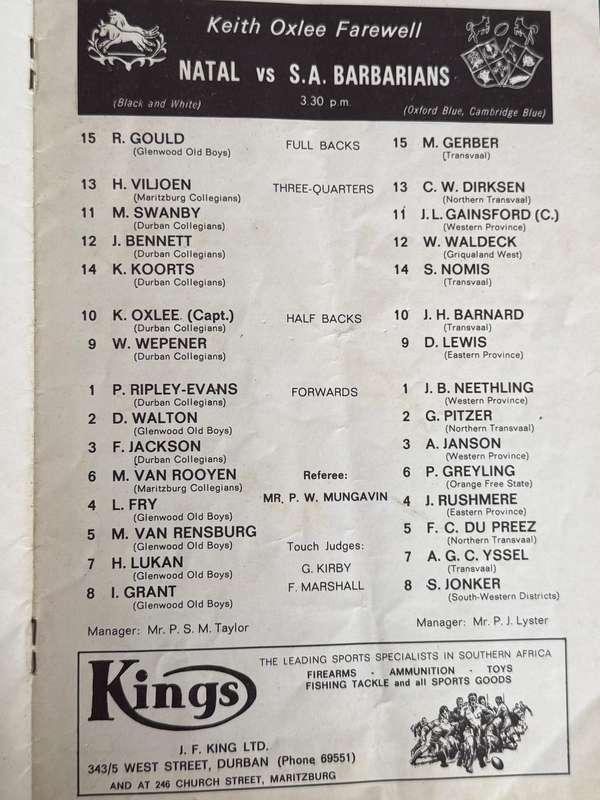 Keith Oxlee Farewell
NATAL vs S.A. BARBARIANS
(Black and White) 3.30 p.m. (Oxford Blue, Cambridge Blue)
15 R. GOULD FULL BACKS 15 M. GERBER
(Glenwood Old Boys) (Transvaal)
13 H. VILJOEN THREE-QUARTERS 13 C. W. DIRKSEN
(Maritzburg Collegians) (Northern Transvaal)
11 M. SWANBY 11 J. L. GAINSFORD (C.)
(Durban Collegians) (Western Province)
12 J. BENNETT 12 W. WALDECK
(Durban Collegians) (Griqualand West)
14 K. KOORTS 14 S. NOMIS
(Durban Collegians) (Transvaal)
10 K. OXLEE (Capt.) HALF BACKS 10 J. H. BARNARD
(Durban Collegians) (Transvaal)
9 W. WEPENER 9 D. LEWIS
(Durban Collegians) (Eastern Province)
1 P. RIPLEY-EVANS FORWARDS 1 J. B. NEETHLING
(Durban Collegians) (Western Province)
2 D. WALTON 2 G. PITZER
(Glenwood Old Boys) (Northern Transvaal)
3 F. JACKSON 3 A. JANSON
(Durban Collegians) (Western Province)
6 M. VAN ROOYEN Referee: 6 P. GREYLING
(Maritzburg Collegians) (Orange Free State)
MR. P. W. MUNGAVIN
4 L. FRY 4 J. RUSHMERE
(Glenwood Old Boys) (Eastern Province)
5 M. VAN RENSBURG 5 F. C. DU PREEZ
(Glenwood Old Boys) (Northern Transvaal)
Touch Judges:
7 H. LUKAN G. KIRBY 7 A. G. C. YSSEL
(Glenwood Old Boys) (Transvaal)
8 I. GRANT F. MARSHALL 8 S. JONKER
(Glenwood Old Boys) (South-Western Districts)
Manager: Mr. P. S. M. Taylor Manager: Mr. P. J. Lyster
Kings
THE LEADING SPORTS SPECIALISTS IN SOUTHERN AFRICA
FIREARMS - AMMUNITION - TOYS
FISHING TACKLE and all SPORTS GOODS
J. F. KING LTD.
343/5 WEST STREET, DURBAN (Phone 69551)
AND AT 246 CHURCH STREET, MARITZBURG